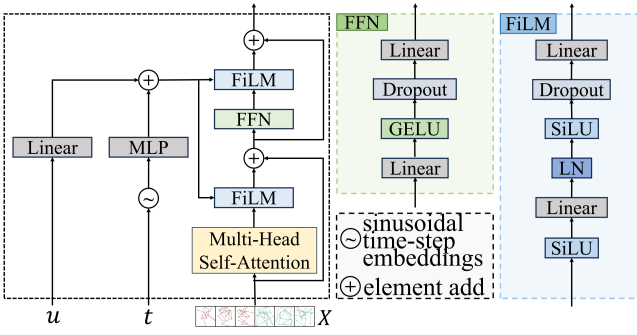 FiLM
FFN
Linear
MLP
FiLM
Multi-Head
Self-Attention
u
t
X
FFN
Linear
Dropout
GELU
Linear
sinusoidal
time-step
embeddings
element add
FiLM
Linear
Dropout
SiLU
LN
Linear
SiLU